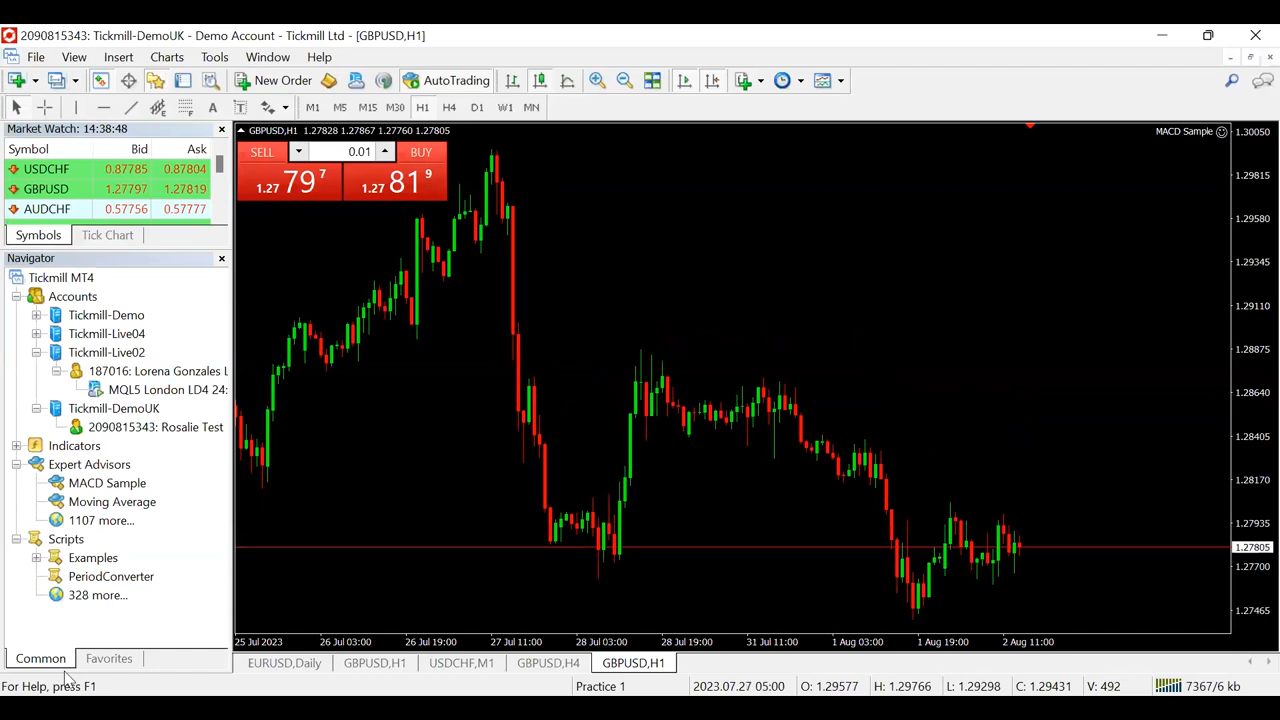 2090815343: Tickmill-DemoUK - Demo Account - Tickmill Ltd - [GBPUSD,H1]
File View Insert Charts Tools Window Help
New Order AutoTrading
A T M1 M5 M15 M30 H1 H4 D1 W1 MN
Market Watch: 14:38:48
Symbol Bid Ask
USDCHF 0.87785 0.87804
GBPUSD 1.27797 1.27819
AUDCHF 0.57756 0.57777
Symbols Tick Chart
Navigator
Tickmill MT4
Accounts
Tickmill-Demo
Tickmill-Live04
Tickmill-Live02
187016: Lorena Gonzales L
MQL5 London LD4 24:
Tickmill-DemoUK
2090815343: Rosalie Test
Indicators
Expert Advisors
MACD Sample
Moving Average
1107 more...
Scripts
Examples
PeriodConverter
328 more...
Common Favorites
GBPUSD,H1 1.27828 1.27867 1.27760 1.27805
MACD Sample
SELL 0.01 BUY
1.27 79 7 1.27 81 9
1.30050
1.29815
1.29580
1.29345
1.29110
1.28875
1.28640
1.28405
1.28170
1.27935
1.27805
1.27700
1.27465
25 Jul 2023 26 Jul 03:00 26 Jul 19:00 27 Jul 11:00 28 Jul 03:00 28 Jul 19:00 31 Jul 11:00 1 Aug 03:00 1 Aug 19:00 2 Aug 11:00
EURUSD,Daily GBPUSD,H1 USDCHF,M1 GBPUSD,H4 GBPUSD,H1
For Help, press F1 Practice 1 2023.07.27 05:00 O: 1.29577 H: 1.29766 L: 1.29298 C: 1.29431 V: 492 7367/6 kb